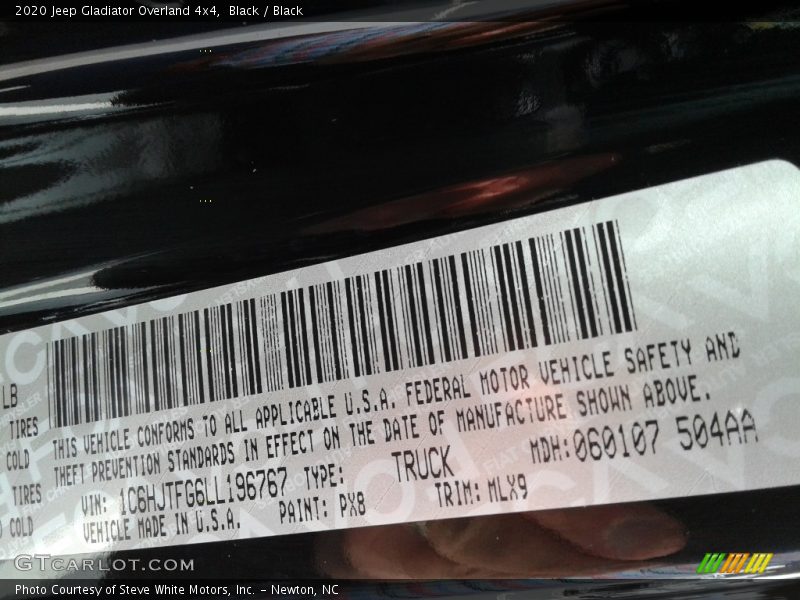 2020 Jeep Gladiator Overland 4x4, Black / Black
LB
TIRES
COLD
TIRES
COLD
THIS VEHICLE CONFORMS TO ALL APPLICABLE U.S.A. FEDERAL MOTOR VEHICLE SAFETY AND
THEFT PREVENTION STANDARDS IN EFFECT ON THE DATE OF MANUFACTURE SHOWN ABOVE.
VIN: 1C6HJTFG6LL196767 TYPE: TRUCK MDH:060107 504AA
VEHICLE MADE IN U.S.A. PAINT: PX8 TRIM: MLX9
GTCARLOT.COM
Photo Courtesy of Steve White Motors, Inc. – Newton, NC